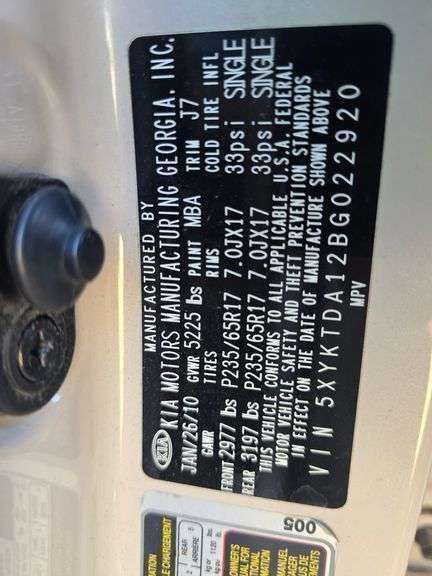 MANUFACTURED BY
KIA KIA MOTORS MANUFACTURING GEORGIA. INC.
JAN/26/10 GVWR 5225 lbs PAINT MBA TRIM J7
GAWR TIRES RIMS COLD TIRE INFL
FRONT 2977 lbs P235/65R17 7.0JX17 33psi SINGLE
REAR 3197 lbs P235/65R17 7.0JX17 33psi SINGLE
THIS VEHICLE CONFORMS TO ALL APPLICABLE U.S.A. FEDERAL
MOTOR VEHICLE SAFETY AND THEFT PREVENTION STANDARDS
IN EFFECT ON THE DATE OF MANUFACTURE SHOWN ABOVE
VIN 5XYKTDA12BG022920
MPV
005